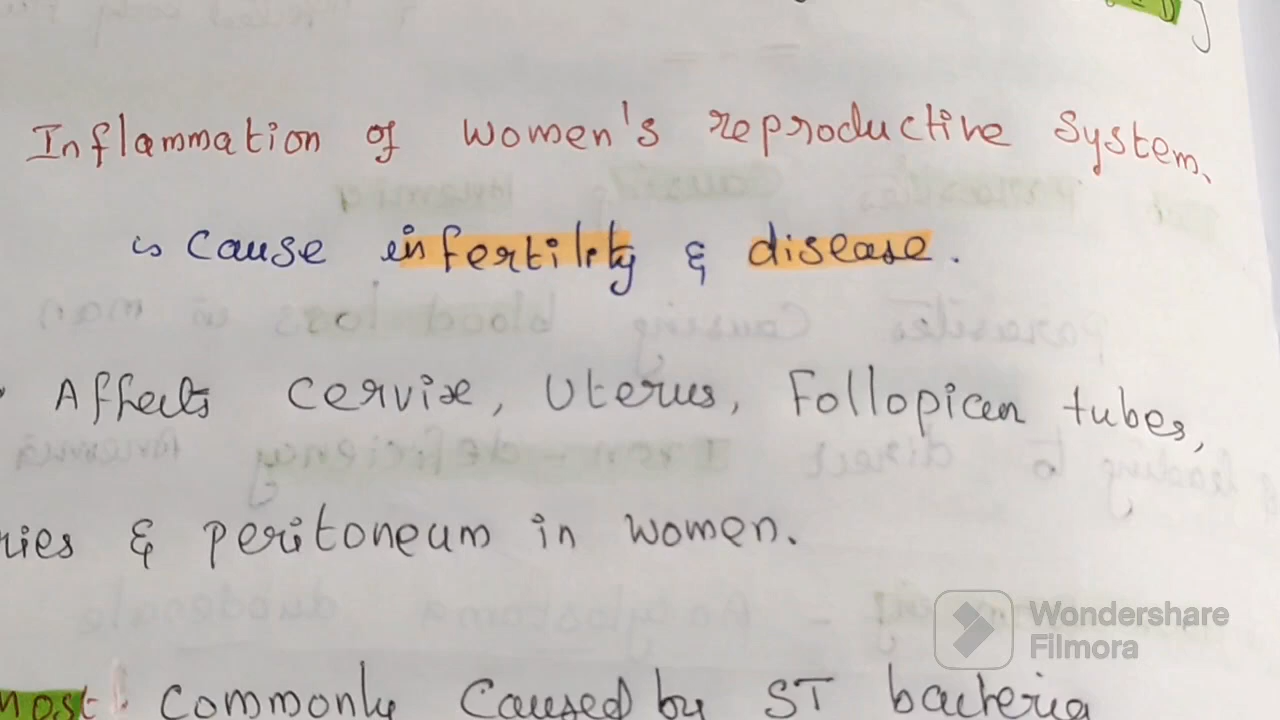 Inflammation of women's reproductive system,
is cause infertility & disease.
Affects cervix, Uterus, Follopian tubes,
ries & peritoneum in women.
most commonly caused by ST bacteria
Wondershare
Filmora